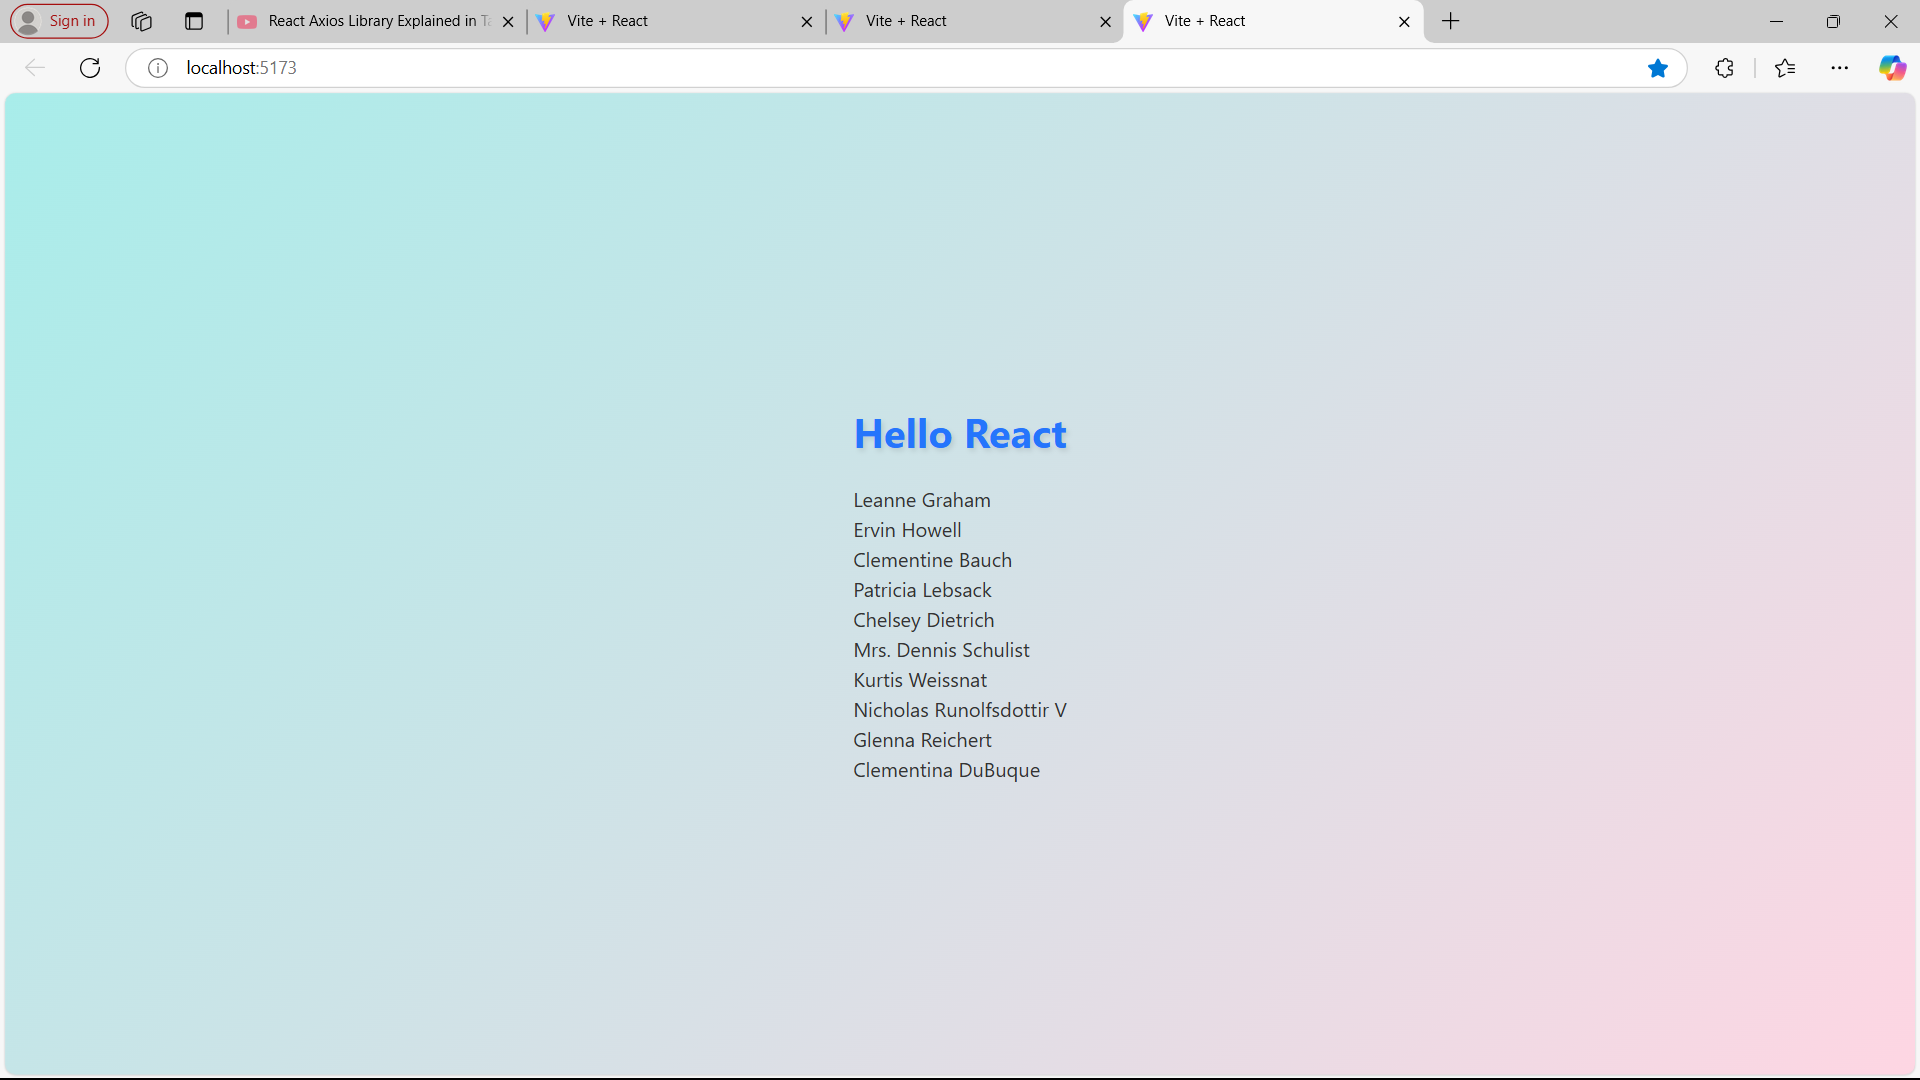 Sign in
React Axios Library Explained in Ta
Vite + React
Vite + React
Vite + React
localhost:5173
Hello React
Leanne Graham
Ervin Howell
Clementine Bauch
Patricia Lebsack
Chelsey Dietrich
Mrs. Dennis Schulist
Kurtis Weissnat
Nicholas Runolfsdottir V
Glenna Reichert
Clementina DuBuque